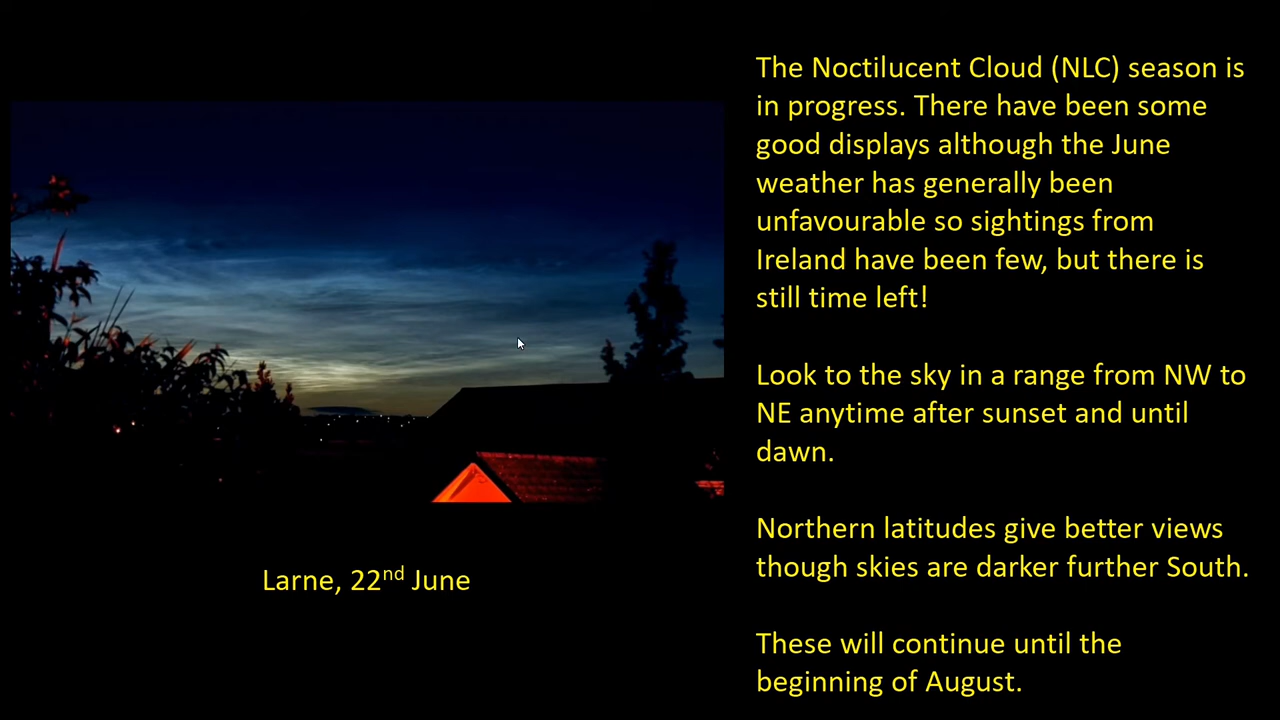 The Noctilucent Cloud (NLC) season is
in progress. There have been some
good displays although the June
weather has generally been
unfavourable so sightings from
Ireland have been few, but there is
still time left!
Look to the sky in a range from NW to
NE anytime after sunset and until
dawn.
Northern latitudes give better views
though skies are darker further South.
These will continue until the
beginning of August.
Larne, 22nd June